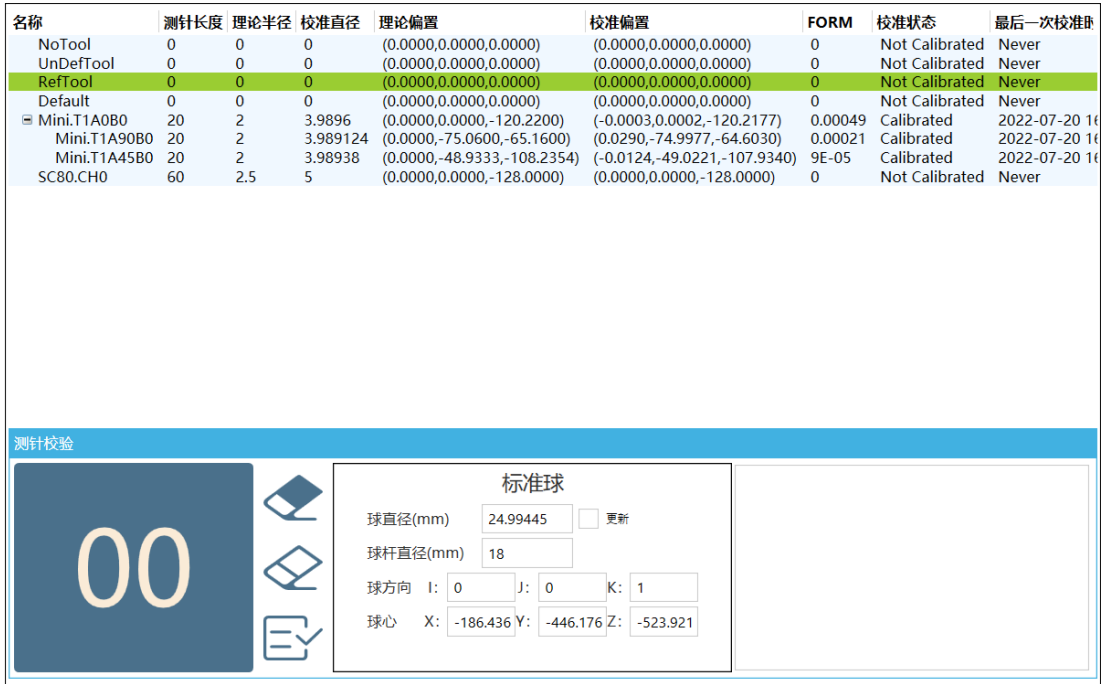 名称 测针长度 理论半径 校准直径 理论偏置 校准偏置 FORM 校准状态 最后一次校准时
NoTool 0 0 0 (0.0000,0.0000,0.0000) (0.0000,0.0000,0.0000) 0 Not Calibrated Never
UnDefTool 0 0 0 (0.0000,0.0000,0.0000) (0.0000,0.0000,0.0000) 0 Not Calibrated Never
RefTool 0 0 0 (0.0000,0.0000,0.0000) (0.0000,0.0000,0.0000) 0 Not Calibrated Never
Default 0 0 0 (0.0000,0.0000,0.0000) (0.0000,0.0000,0.0000) 0 Not Calibrated Never
Mini.T1A0B0 20 2 3.9896 (0.0000,0.0000,-120.2200) (-0.0003,0.0002,-120.2177) 0.00049 Calibrated 2022-07-20 16
Mini.T1A90B0 20 2 3.989124 (0.0000,-75.0600,-65.1600) (0.0290,-74.9977,-64.6030) 0.00021 Calibrated 2022-07-20 16
Mini.T1A45B0 20 2 3.98938 (0.0000,-48.9333,-108.2354) (-0.0124,-49.0221,-107.9340) 9E-05 Calibrated 2022-07-20 16
SC80.CH0 60 2.5 5 (0.0000,0.0000,-128.0000) (0.0000,0.0000,-128.0000) 0 Not Calibrated Never
测针校验
00
标准球
球直径(mm) 24.99445 更新
球杆直径(mm) 18
球方向 I: 0 J: 0 K: 1
球心 X: -186.436 Y: -446.176 Z: -523.921